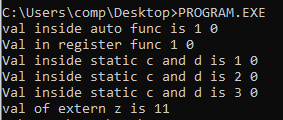 C:\Users\comp\Desktop>PROGRAM.EXE
val inside auto func is 1 0
Val in register func 1 0
Val inside static c and d is 1 0
Val inside static c and d is 2 0
Val inside static c and d is 3 0
val of extern z is 11